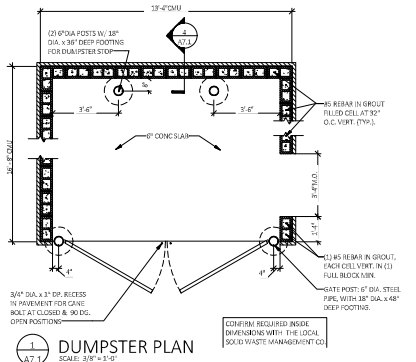 13'-4"CMU
(2) 6"DIA POSTS W/ 18"
DIA. x 36" DEEP FOOTING
FOR DUMPSTER STOP
4
A7.1
8"
3'-6"
3'-6"
#5 REBAR IN GROUT
FILLED CELL AT 32"
O.C. VERT. (TYP.).
16'-8"CMU
6" CONC SLAB
3'-4"M.O.
1'-4"
4"
4"
(1) #5 REBAR IN GROUT,
EACH CELL VERT. IN (1)
FULL BLOCK MIN.
GATE POST: 6" DIA. STEEL
PIPE, WITH 18" DIA. x 48"
DEEP FOOTING.
3/4" DIA. x 1" DP. RECESS
IN PAVEMENT FOR CANE
BOLT AT CLOSED & 90 DG.
OPEN POSITIONS
CONFIRM REQUIRED INSIDE
DIMENSIONS WITH THE LOCAL
SOLID WASTE MANAGEMENT CO.
1
A7.1
DUMPSTER PLAN
SCALE: 3/8" = 1'-0"